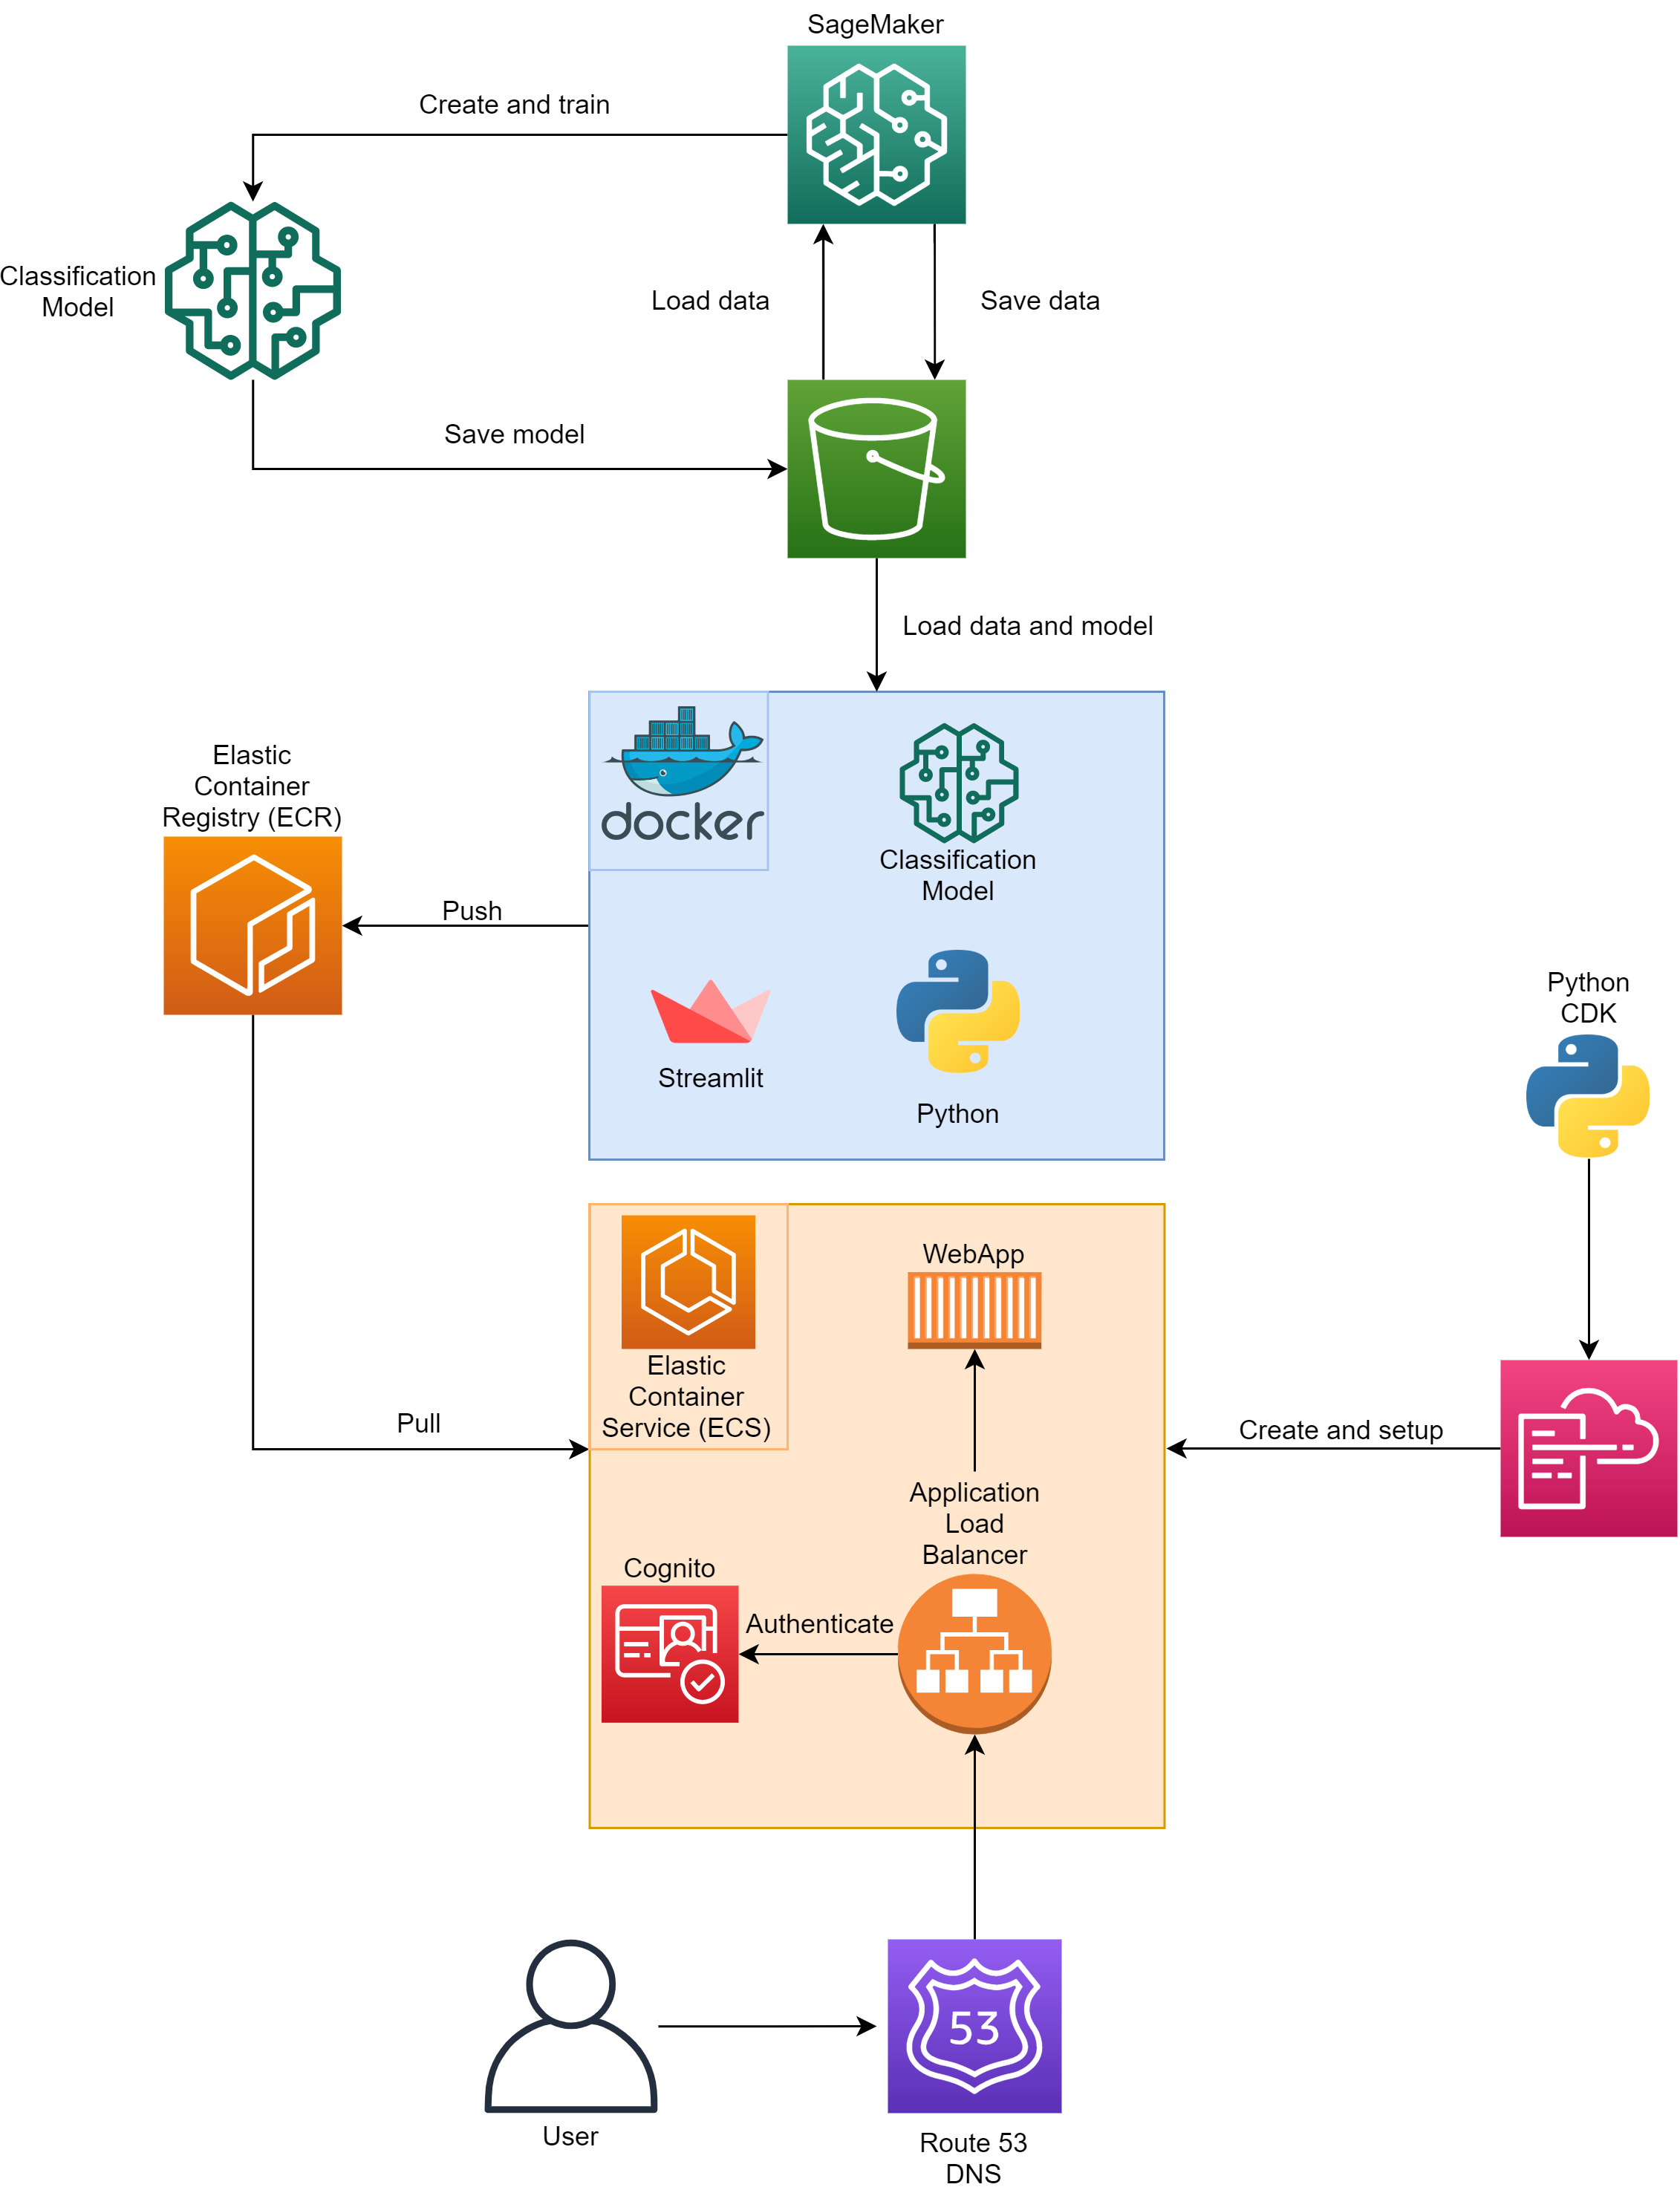 SageMaker
Create and train
Classification
Model
Load data
Save data
Save model
Load data and model
docker
Classification
Model
Elastic
Container
Registry (ECR)
Push
Streamlit
Python
Python
CDK
WebApp
Elastic
Container
Service (ECS)
Pull
Create and setup
Application
Load
Balancer
Cognito
Authenticate
53
User
Route 53
DNS